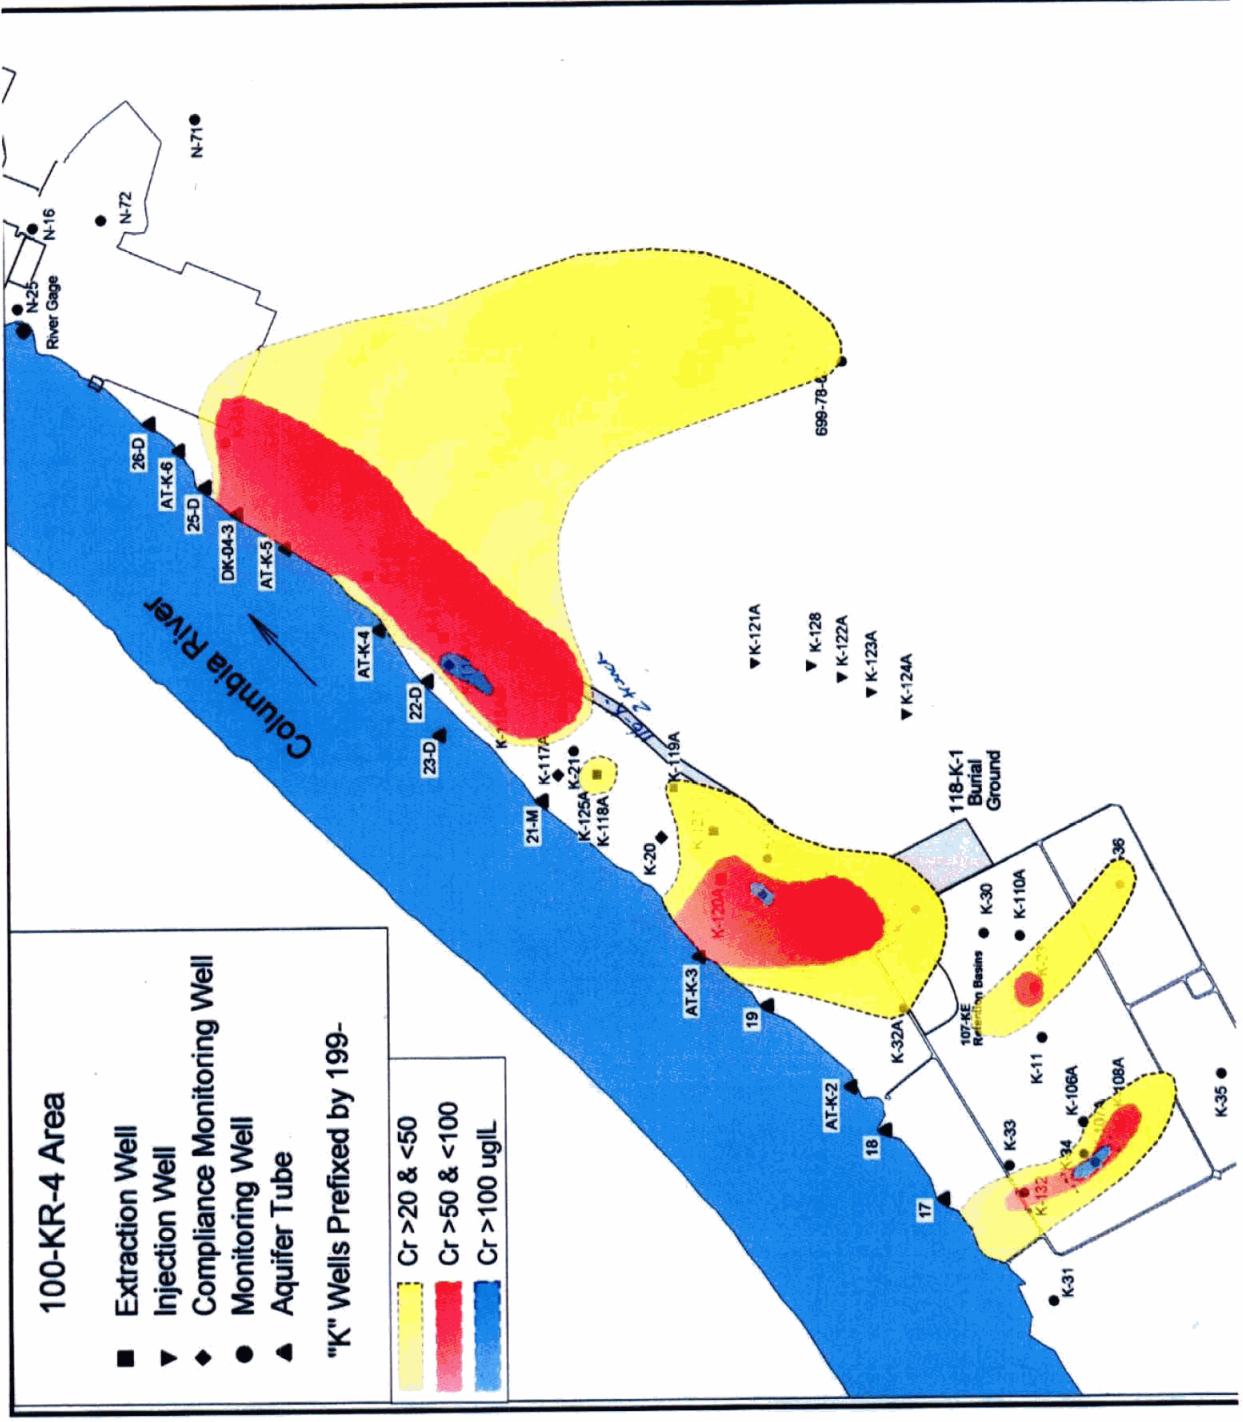 100-KR-4 Area
Extraction Well
Injection Well
Compliance Monitoring Well
Monitoring Well
Aquifer Tube
"K" Wells Prefixed by 199-
Cr >20 & <50
Cr >50 & <100
Cr >100 ug/L
Columbia River
River Gage
N-25
N-16
N-72
N-71
26-D
AT-K-6
25-D
DK-04-3
AT-K-5
AT-K-4
22-D
23-D
21-M
K-117A
K-21
K-125A
K-118A
K-119A
K-20
K-120A
AT-K-3
19
K-32A
AT-K-2
18
17
699-78-
K-121A
K-128
K-122A
K-123A
K-124A
118-K-1
Burial
Ground
K-30
K-110A
107-KE
Retention Basins
K-11
K-106A
K-33
K-132
K-31
K-35